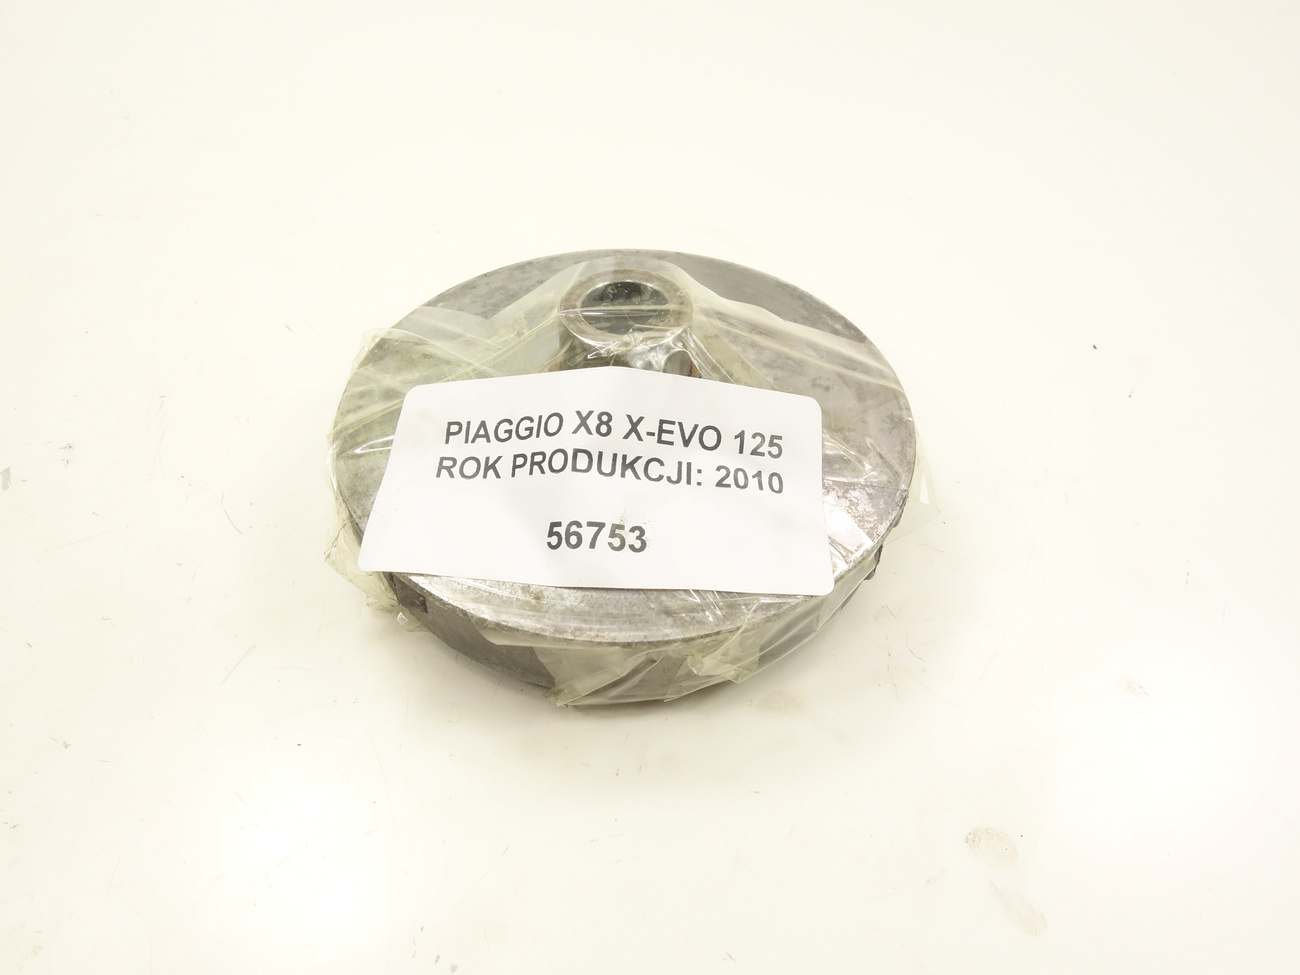 PIAGGIO X8 X-EVO 125
ROK PRODUKCJI: 2010
56753